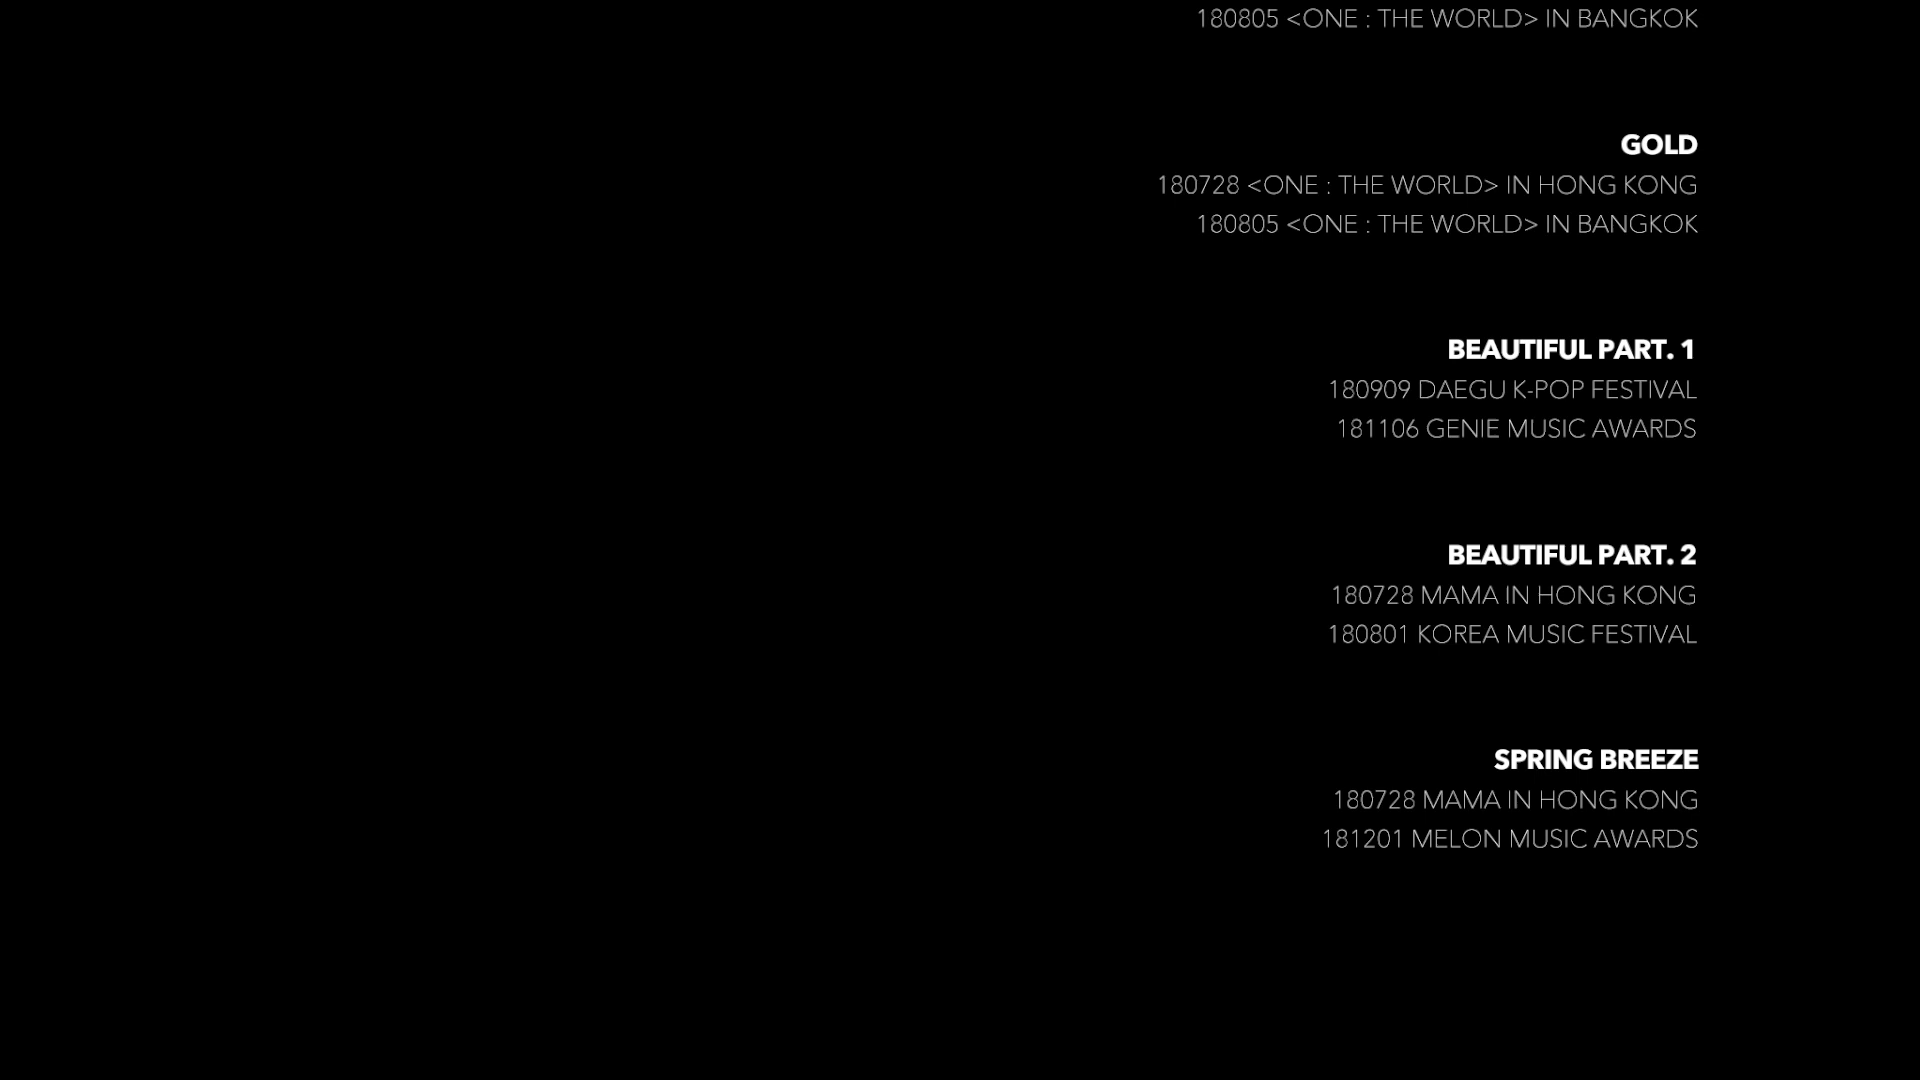 180805 <ONE : THE WORLD> IN BANGKOK
GOLD
180728 <ONE : THE WORLD> IN HONG KONG
180805 <ONE : THE WORLD> IN BANGKOK
BEAUTIFUL PART. 1
180909 DAEGU K-POP FESTIVAL
181106 GENIE MUSIC AWARDS
BEAUTIFUL PART. 2
180728 MAMA IN HONG KONG
180801 KOREA MUSIC FESTIVAL
SPRING BREEZE
180728 MAMA IN HONG KONG
181201 MELON MUSIC AWARDS